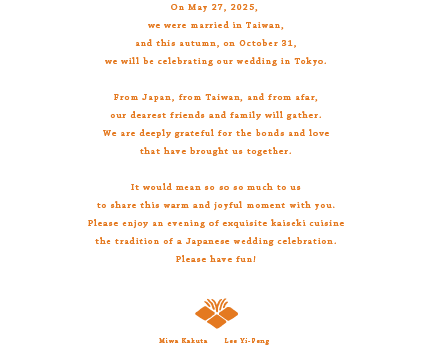 On May 27, 2025,
we were married in Taiwan,
and this autumn, on October 31,
we will be celebrating our wedding in Tokyo.
From Japan, from Taiwan, and from afar,
our dearest friends and family will gather.
We are deeply grateful for the bonds and love
that have brought us together.
It would mean so so so much to us
to share this warm and joyful moment with you.
Please enjoy an evening of exquisite kaiseki cuisine
the tradition of a Japanese wedding celebration.
Please have fun!
Miwa Kakuta Lee Yi-Peng